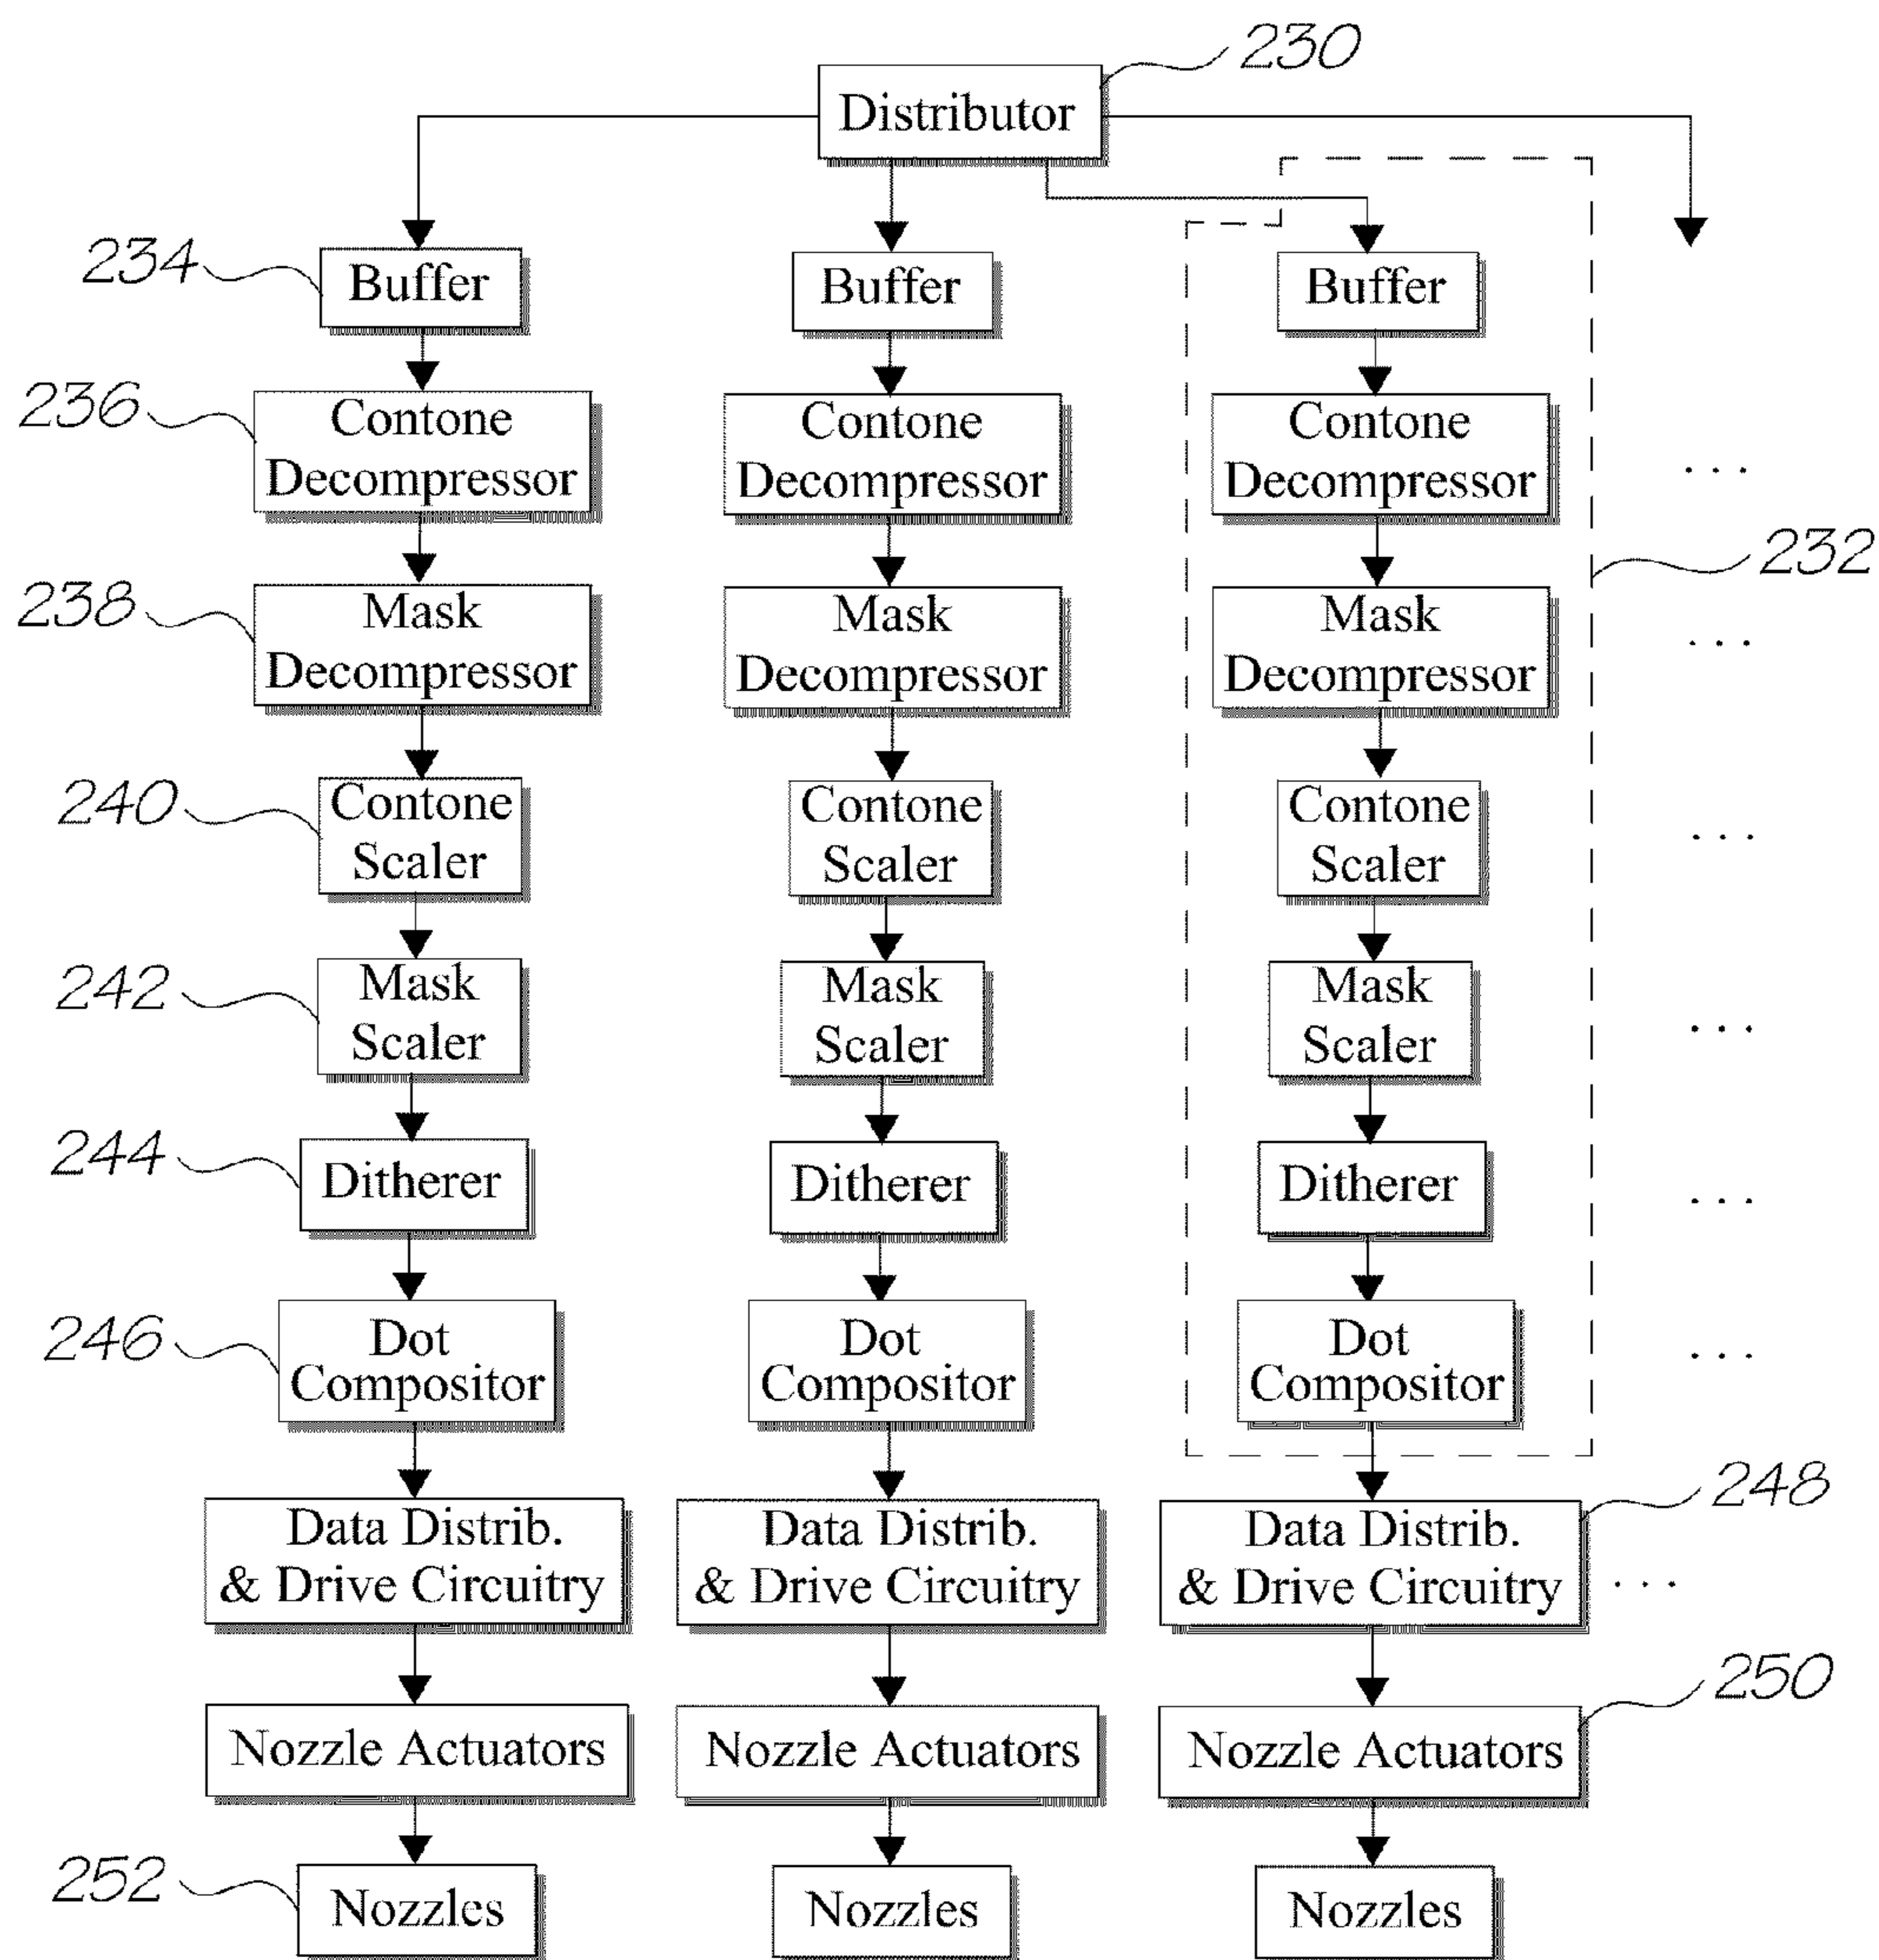 230
Distributor
234
Buffer
Buffer
Buffer
236
Contone
Decompressor
Contone
Decompressor
Contone
Decompressor
. . .
232
238
Mask
Decompressor
Mask
Decompressor
Mask
Decompressor
. . .
240
Contone
Scaler
Contone
Scaler
Contone
Scaler
. . .
242
Mask
Scaler
Mask
Scaler
Mask
Scaler
. . .
244
Ditherer
Ditherer
Ditherer
. . .
246
Dot
Compositor
Dot
Compositor
Dot
Compositor
. . .
248
Data Distrib.
& Drive Circuitry
Data Distrib.
& Drive Circuitry
Data Distrib.
& Drive Circuitry
. . .
250
Nozzle Actuators
Nozzle Actuators
Nozzle Actuators
252
Nozzles
Nozzles
Nozzles